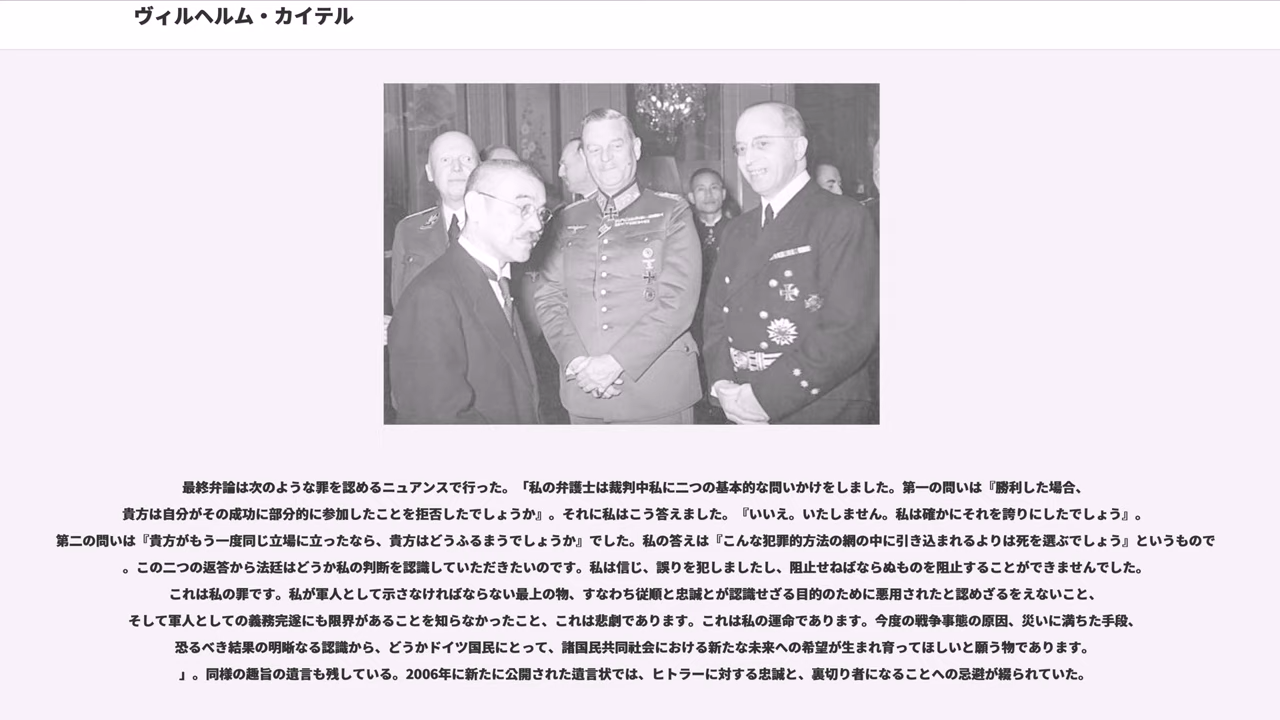 ヴィルヘルム・カイテル
最終弁論は次のような罪を認めるニュアンスで行った。「私の弁護士は裁判中私に二つの基本的な問いかけをしました。第一の問いは『勝利した場合、
貴方は自分がその成功に部分的に参加したことを拒否したでしょうか』。それに私はこう答えました。『いいえ。いたしません。私は確かにそれを誇りにしたでしょう』。
第二の問いは『貴方がもう一度同じ立場に立ったなら、貴方はどうふるまうでしょうか』でした。私の答えは『こんな犯罪的方法の網の中に引き込まれるよりは死を選ぶでしょう』というもので
。この二つの返答から法廷はどうか私の判断を認識していただきたいのです。私は信じ、誤りを犯しましたし、阻止せねばならぬものを阻止することができませんでした。
これは私の罪です。私が軍人として示さなければならない最上の物、すなわち従順と忠誠とが認識せざる目的のために悪用されたと認めざるをえないこと、
そして軍人としての義務完遂にも限界があることを知らなかったこと、これは悲劇であります。これは私の運命であります。今度の戦争事態の原因、災いに満ちた手段、
恐るべき結果の明晰なる認識から、どうかドイツ国民にとって、諸国民共同社会における新たな未来への希望が生まれ育ってほしいと願う物であります。
」。同様の趣旨の遺言も残している。2006年に新たに公開された遺言状では、ヒトラーに対する忠誠と、裏切り者になることへの忌避が綴られていた。